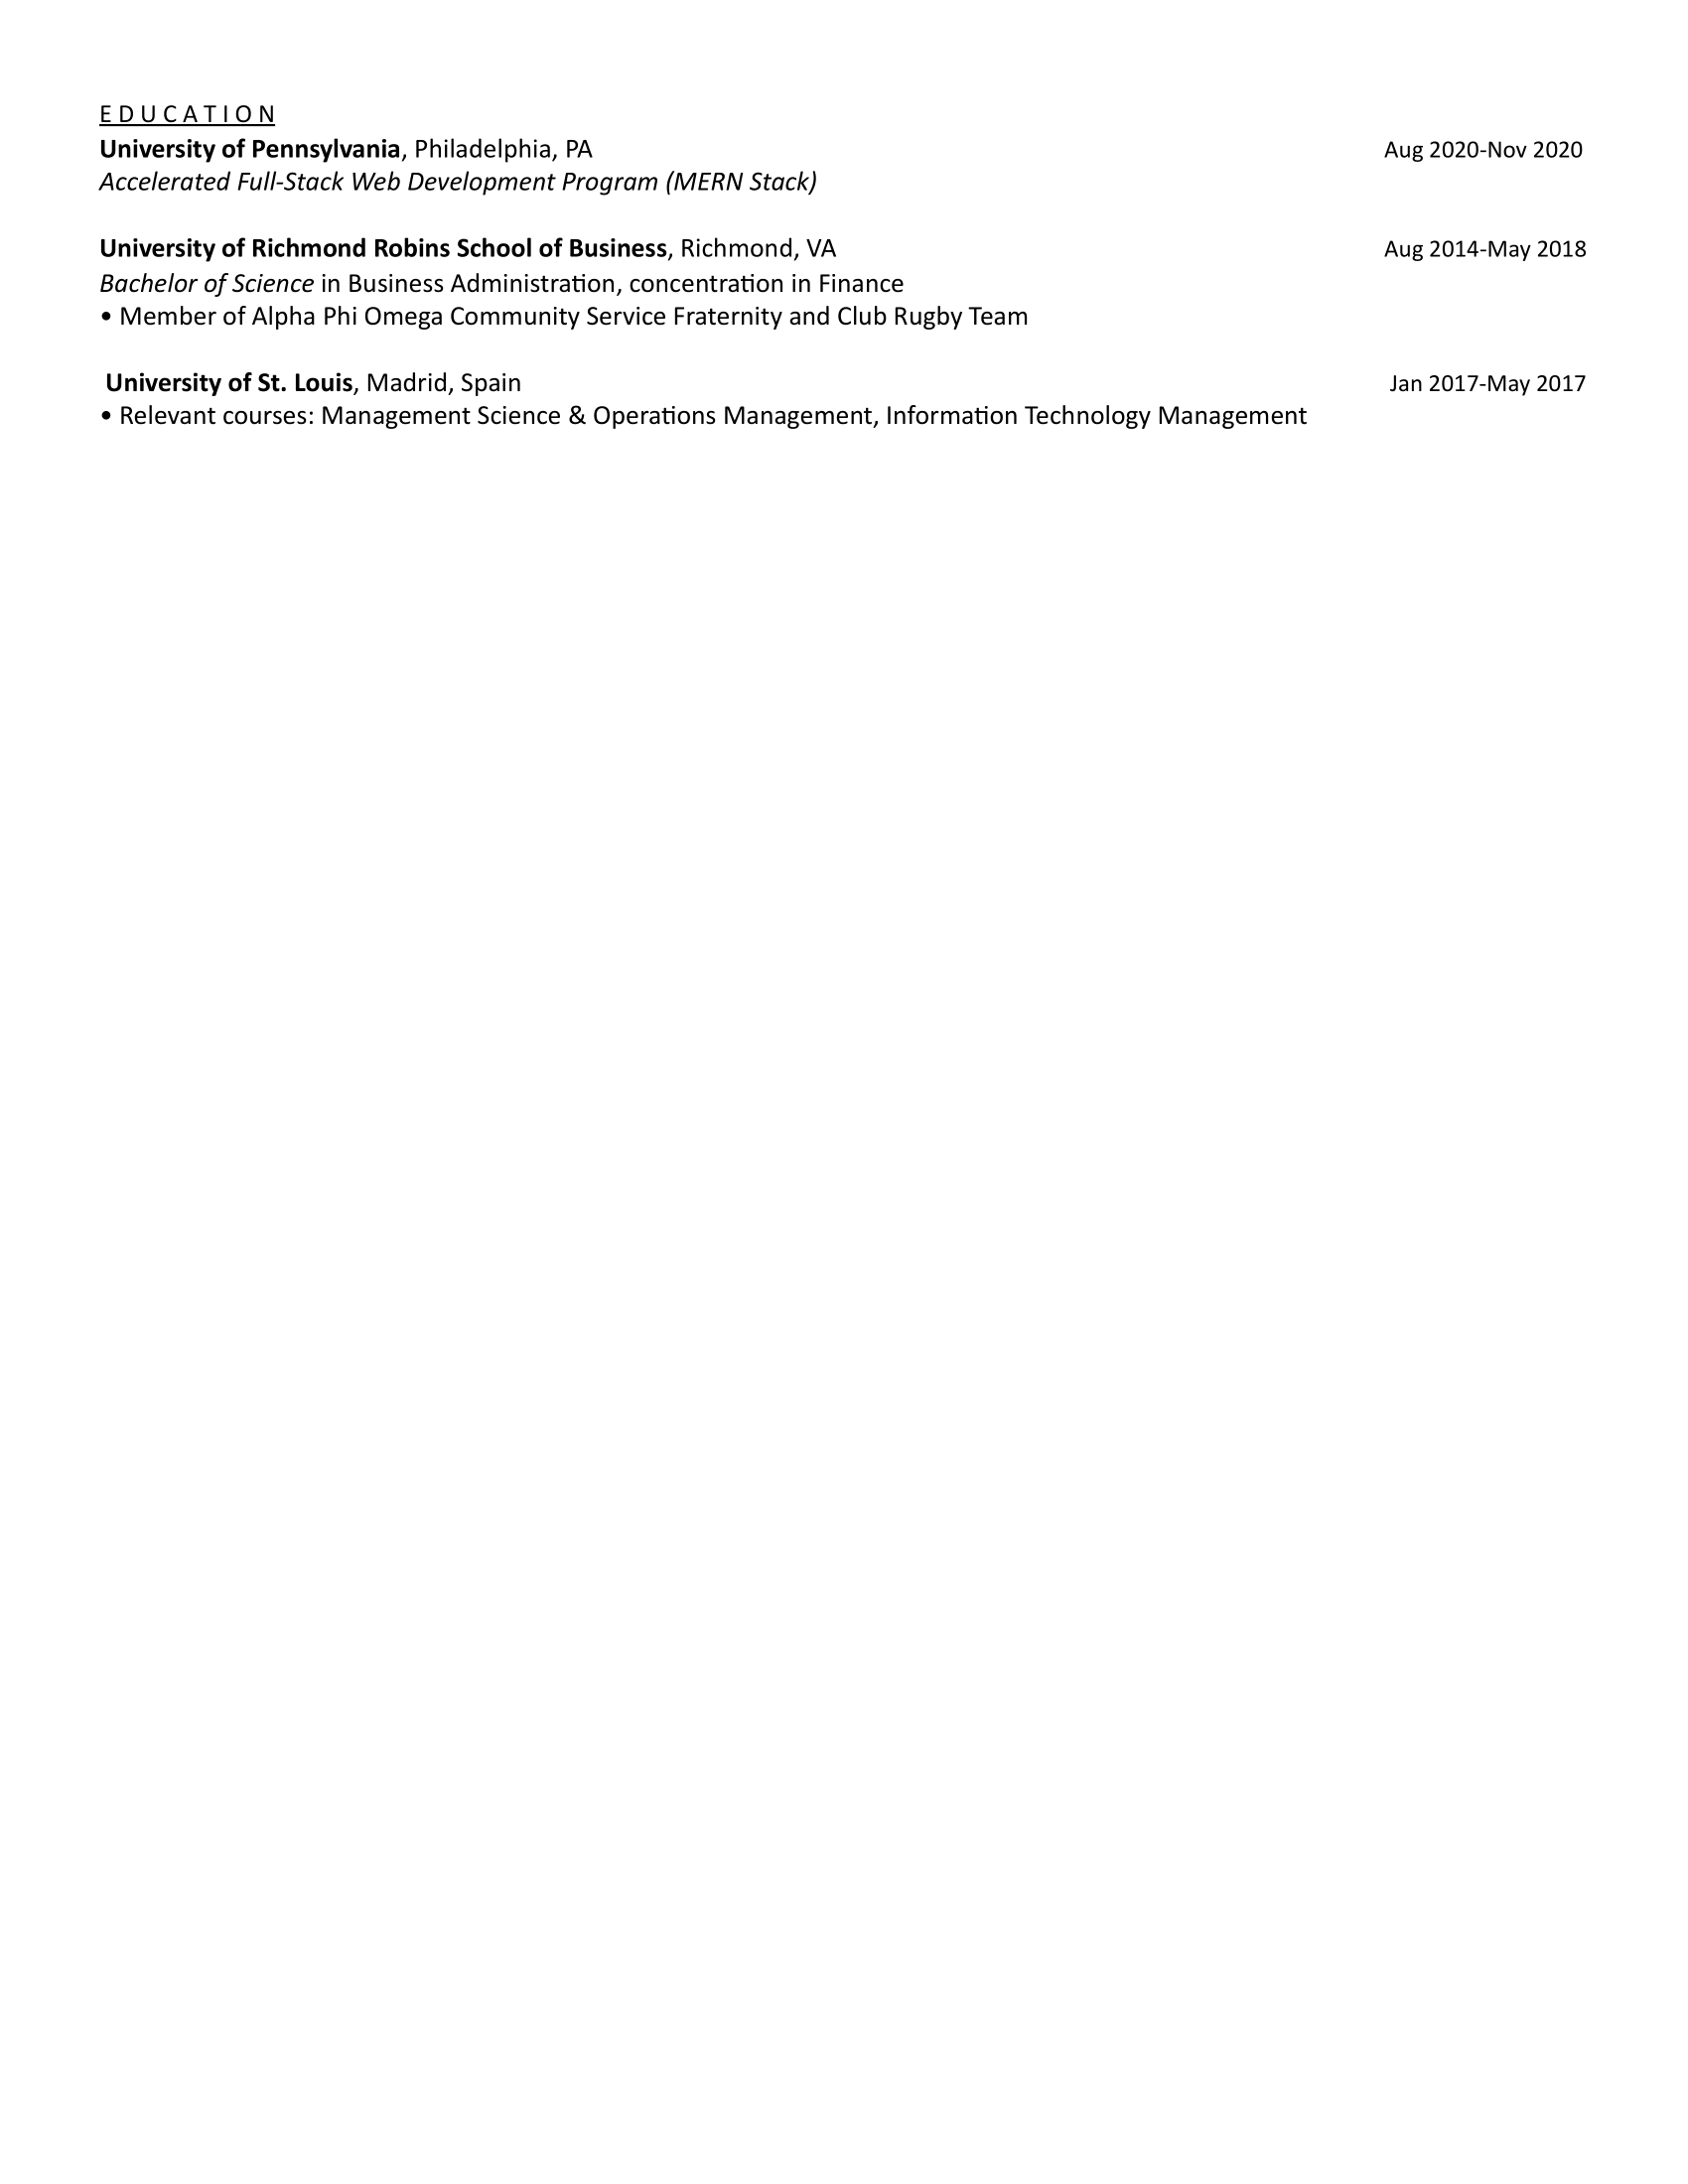 E D U C A T I O N
University of Pennsylvania, Philadelphia, PA Aug 2020-Nov 2020
Accelerated Full-Stack Web Development Program (MERN Stack)
University of Richmond Robins School of Business, Richmond, VA Aug 2014-May 2018
Bachelor of Science in Business Administration, concentration in Finance
• Member of Alpha Phi Omega Community Service Fraternity and Club Rugby Team
University of St. Louis, Madrid, Spain Jan 2017-May 2017
• Relevant courses: Management Science & Operations Management, Information Technology Management